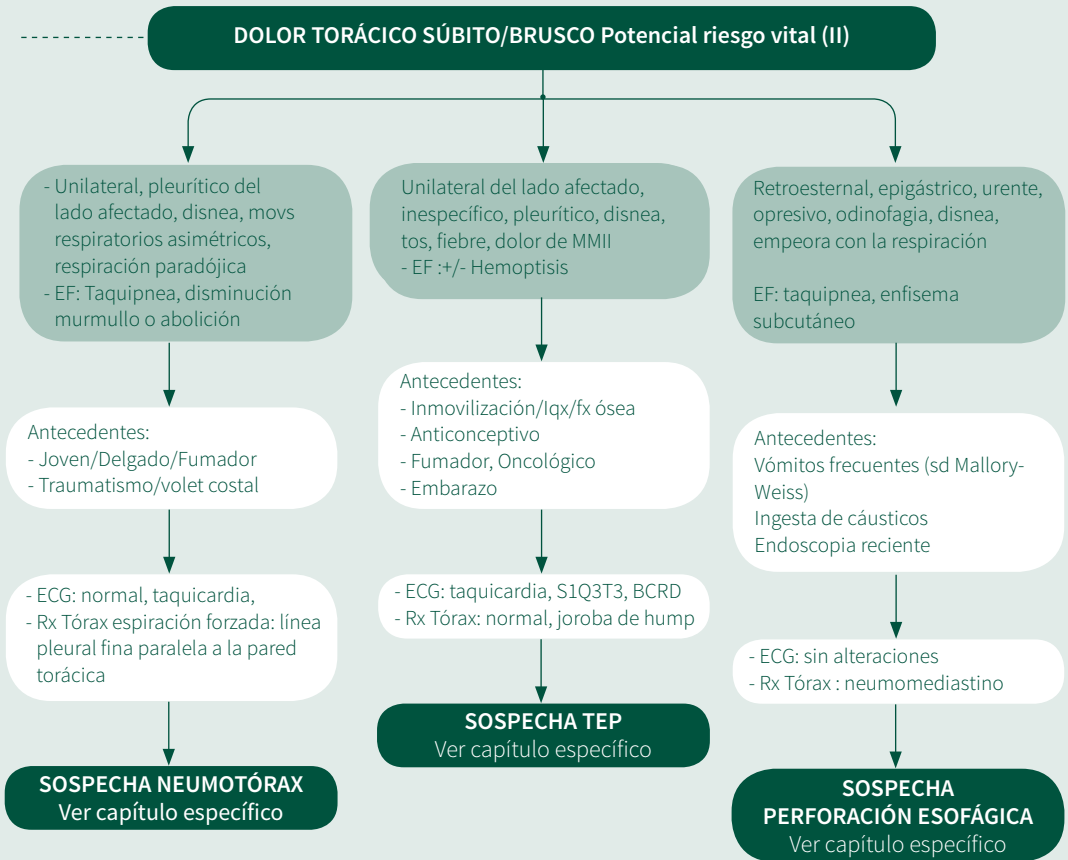 DOLOR TORÁCICO SÚBITO/BRUSCO Potencial riesgo vital (II)
- Unilateral, pleurítico del
lado afectado, disnea, movs
respiratorios asimétricos,
respiración paradójica
- EF: Taquipnea, disminución
murmullo o abolición
Antecedentes:
- Joven/Delgado/Fumador
- Traumatismo/volet costal
- ECG: normal, taquicardia,
- Rx Tórax espiración forzada: línea
pleural fina paralela a la pared
torácica
SOSPECHA NEUMOTÓRAX
Ver capítulo específico
Unilateral del lado afectado,
inespecífico, pleurítico, disnea,
tos, fiebre, dolor de MMII
- EF :+/- Hemoptisis
Antecedentes:
- Inmovilización/Iqx/fx ósea
- Anticonceptivo
- Fumador, Oncológico
- Embarazo
- ECG: taquicardia, S1Q3T3, BCRD
- Rx Tórax: normal, joroba de hump
SOSPECHA TEP
Ver capítulo específico
Retroesternal, epigástrico, urente,
opresivo, odinofagia, disnea,
empeora con la respiración
EF: taquipnea, enfisema
subcutáneo
Antecedentes:
Vómitos frecuentes (sd Mallory-
Weiss)
Ingesta de cáusticos
Endoscopia reciente
- ECG: sin alteraciones
- Rx Tórax : neumomediastino
SOSPECHA
PERFORACIÓN ESOFÁGICA
Ver capítulo específico